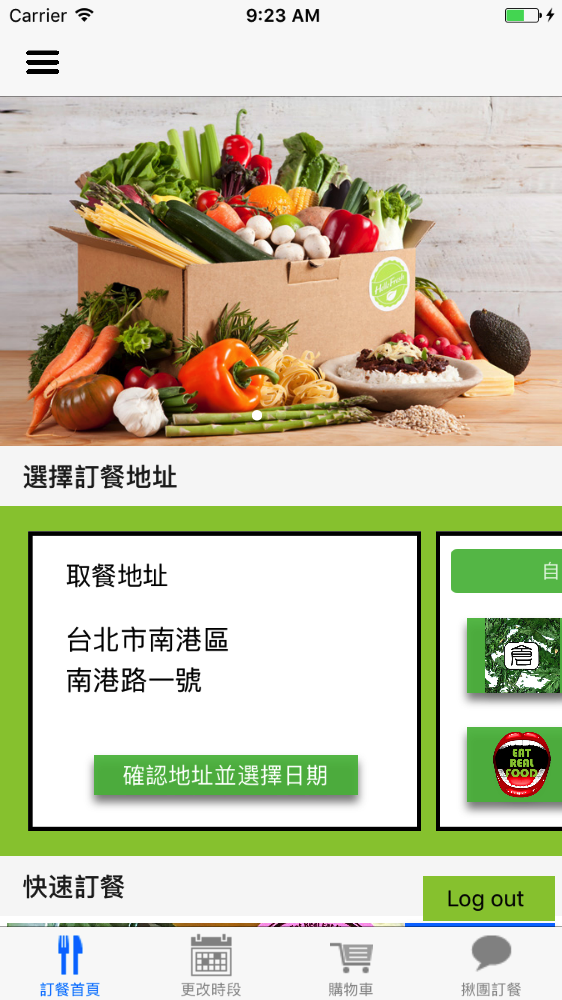 Carrier
9:23 AM
HelloFresh
選擇訂餐地址
取餐地址
台北市南港區
南港路一號
確認地址並選擇日期
自
倉
EAT
REAL
FOOD
快速訂餐
Log out
訂餐首頁
更改時段
購物車
揪團訂餐